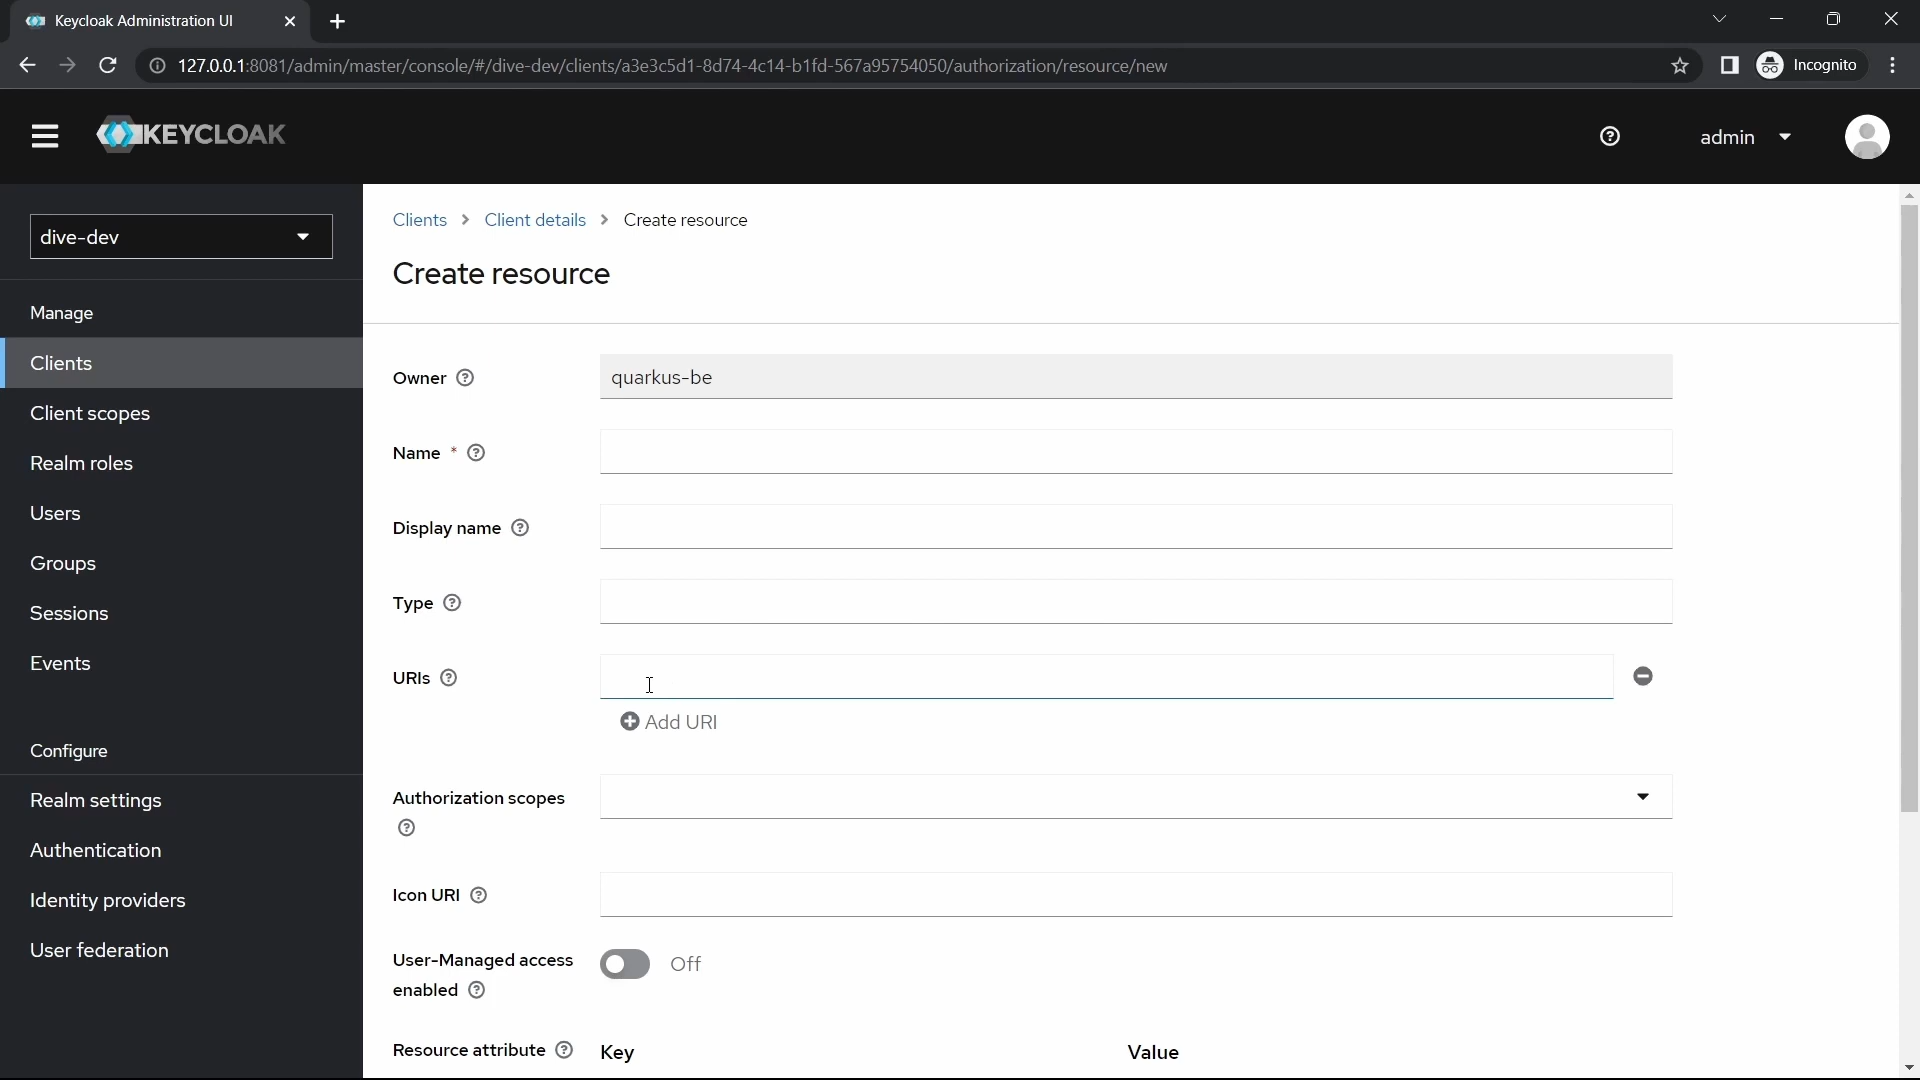 Keycloak Administration UI
127.0.0.1:8081/admin/master/console/#/dive-dev/clients/a3e3c5d1-8d74-4c14-b1fd-567a95754050/authorization/resource/new
Incognito
KEYCLOAK
admin
dive-dev
Manage
Clients
Client scopes
Realm roles
Users
Groups
Sessions
Events
Configure
Realm settings
Authentication
Identity providers
User federation
Clients > Client details > Create resource
Create resource
Owner quarkus-be
Name *
Display name
Type
URIs
Add URI
Authorization scopes
Icon URI
User-Managed access
enabled
Off
Resource attribute Key Value